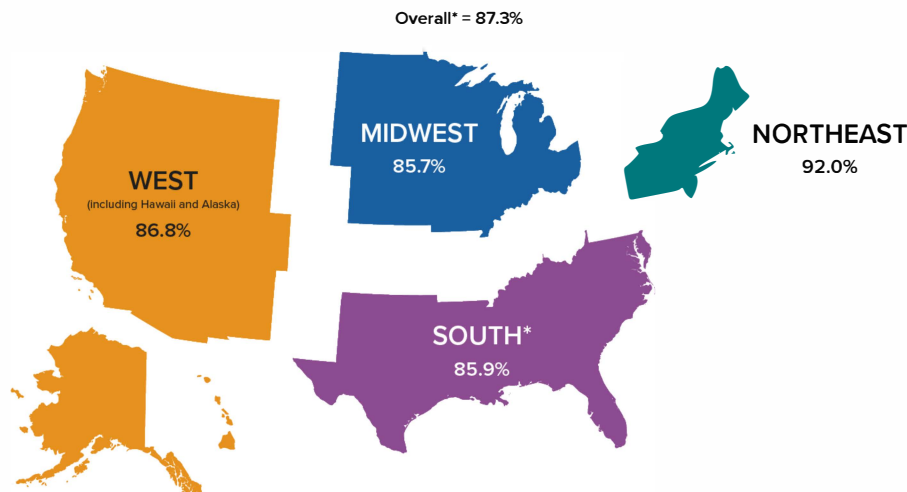 Overall* = 87.3%
MIDWEST
85.7%
NORTHEAST
92.0%
WEST
(including Hawaii and Alaska)
86.8%
SOUTH*
85.9%